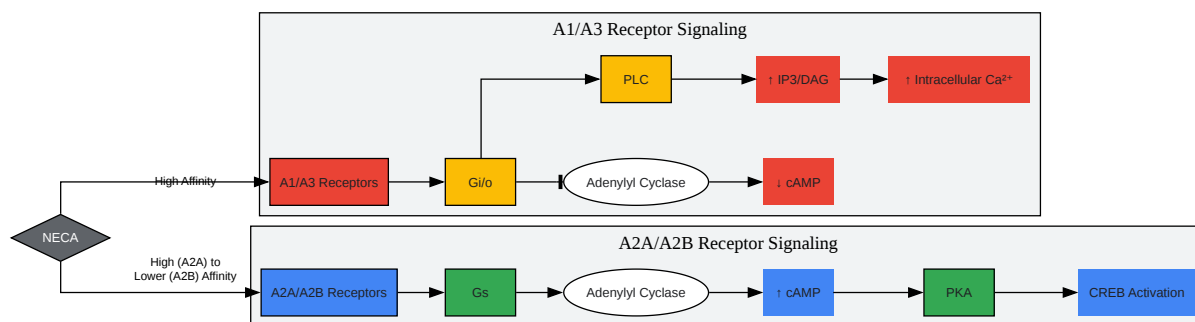 A1/A3 Receptor Signaling
PLC
↑ IP3/DAG
↑ Intracellular Ca²⁺
High Affinity
A1/A3 Receptors
Gi/o
Adenylyl Cyclase
↓ cAMP
NECA
A2A/A2B Receptor Signaling
High (A2A) to
Lower (A2B) Affinity
A2A/A2B Receptors
Gs
Adenylyl Cyclase
↑ cAMP
PKA
CREB Activation